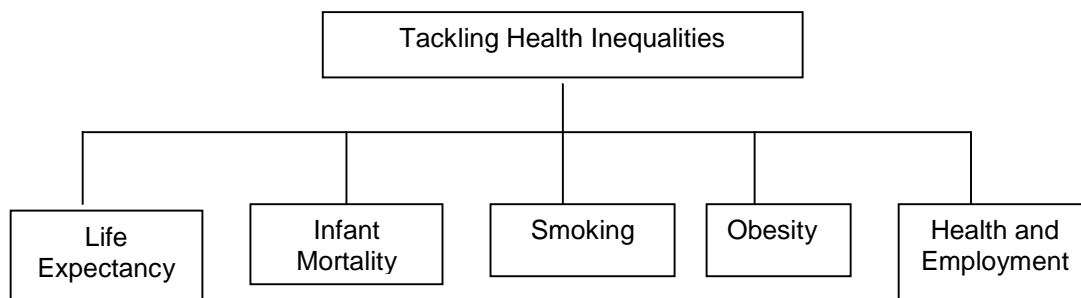 Tackling Health Inequalities
Life
Expectancy
Infant
Mortality
Smoking
Obesity
Health and
Employment